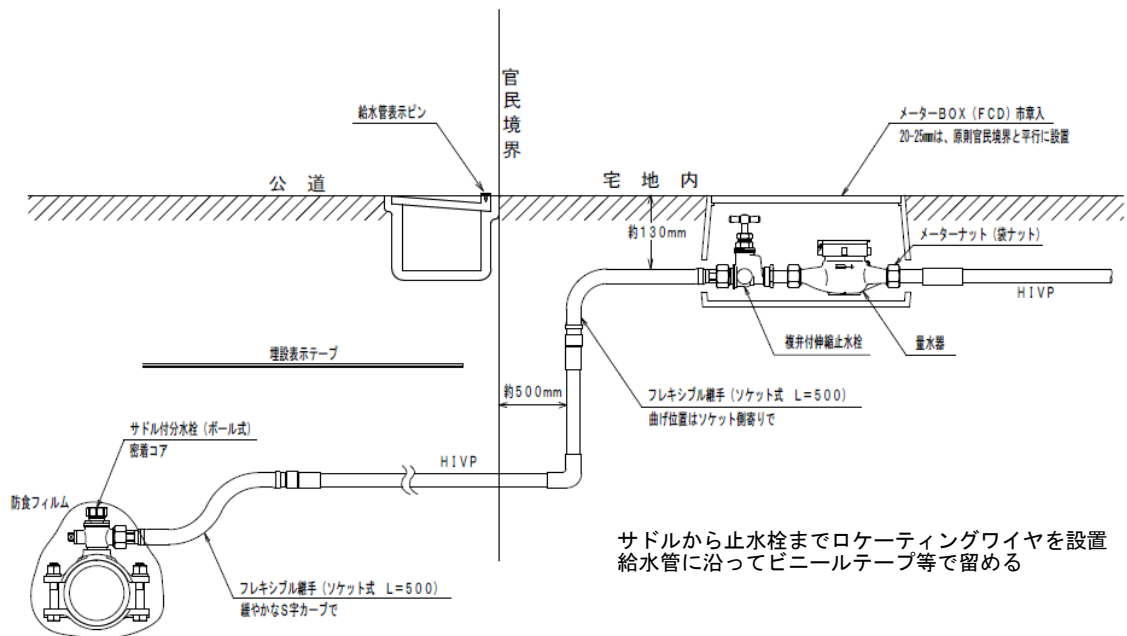 官民境界
給水管表示ピン
メーターBOX（FCD）市章入
20-25mmは、原則官民境界と平行に設置
公　道
宅　地　内
約130mm
メーターナット（袋ナット）
HIVP
埋設表示テープ
複弁付伸縮止水栓
量水器
約500mm
フレキシブル継手（ソケット式　L=500）
曲げ位置はソケット側寄りで
サドル付分水栓（ボール式）
密着コア
HIVP
防食フィルム
サドルから止水栓までロケーティングワイヤを設置
給水管に沿ってビニールテープ等で留める
フレキシブル継手（ソケット式　L=500）
緩やかなS字カーブで